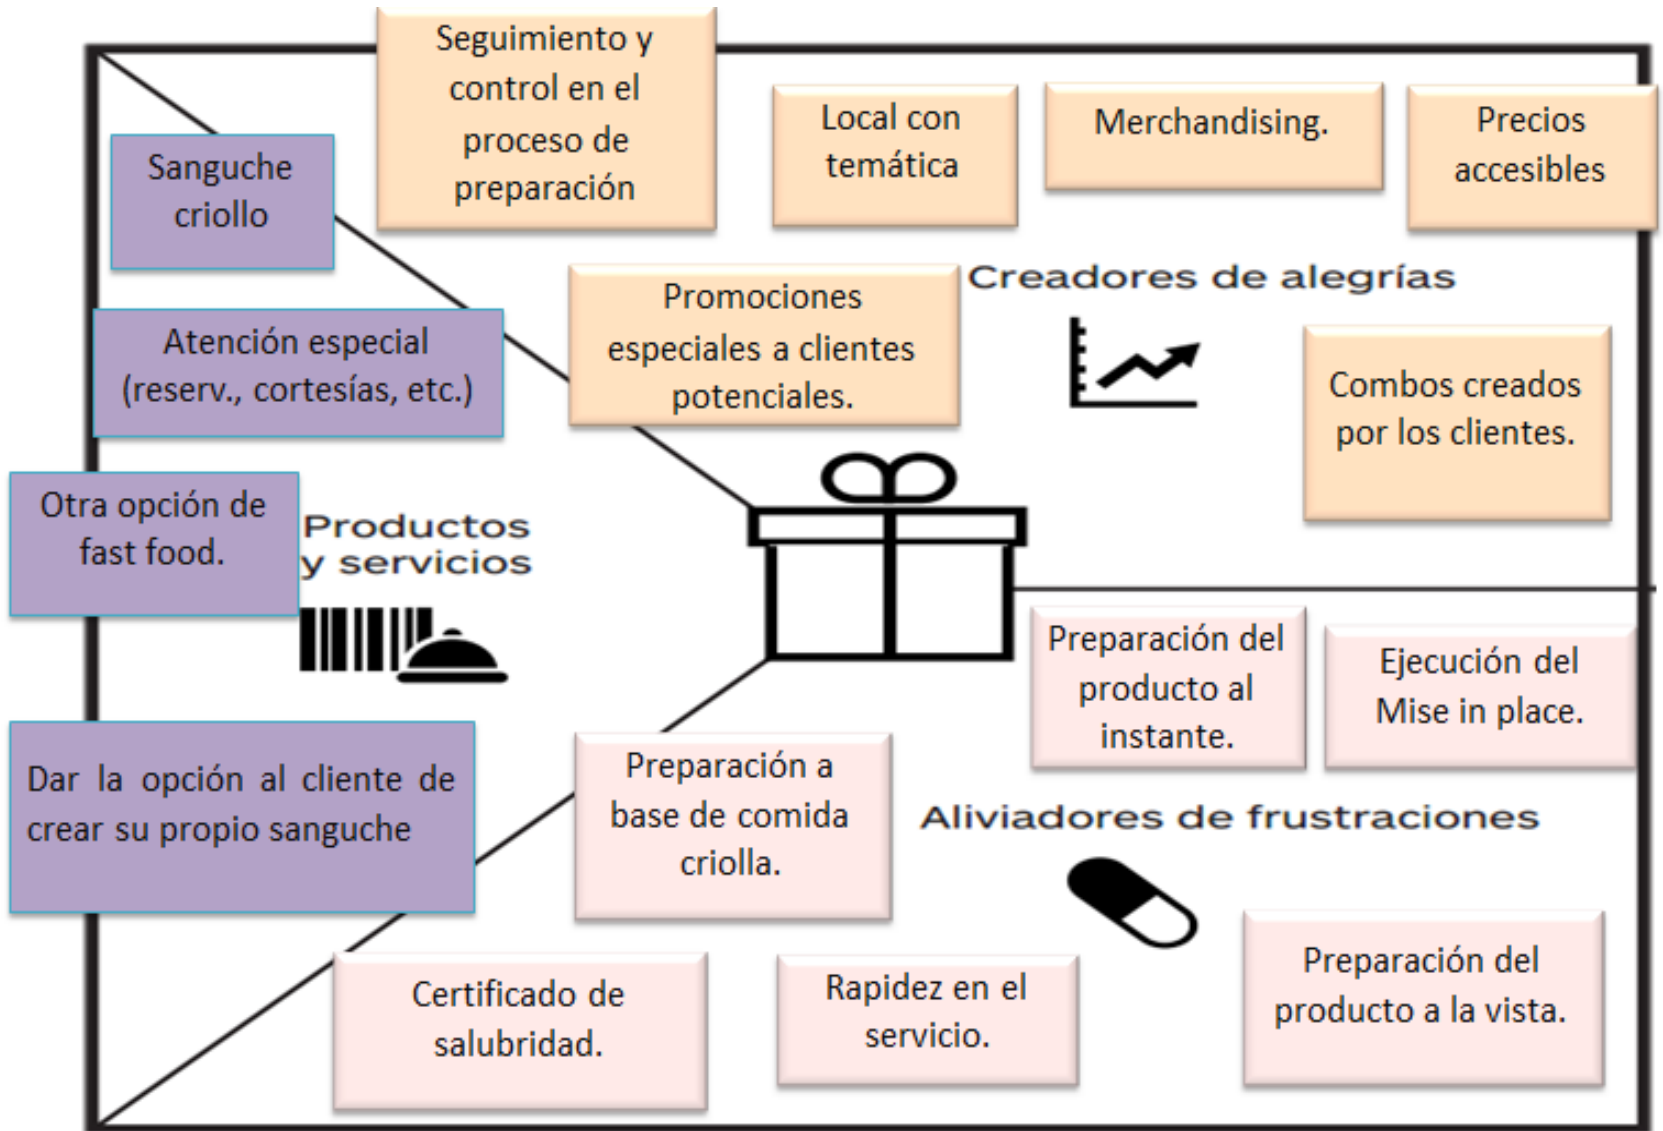 Seguimiento y
control en el
proceso de
preparación
Local con
temática
Merchandising.
Precios
accesibles
Sanguche
criollo
Promociones
especiales a clientes
potenciales.
Creadores de alegrías
Combos creados
por los clientes.
Atención especial
(reserv., cortesías, etc.)
Otra opción de
fast food.
Productos
y servicios
Dar la opción al cliente de
crear su propio sanguche
Preparación del
producto al
instante.
Ejecución del
Mise in place.
Preparación a
base de comida
criolla.
Aliviadores de frustraciones
Certificado de
salubridad.
Rapidez en el
servicio.
Preparación del
producto a la vista.